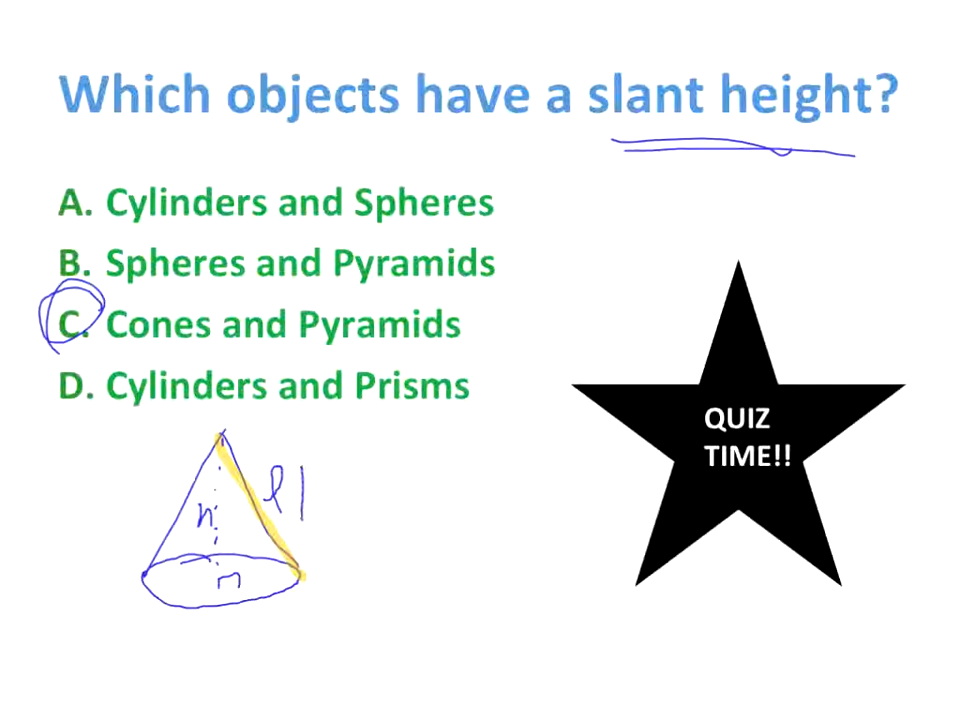 Which objects have a slant height?
A. Cylinders and Spheres
B. Spheres and Pyramids
C. Cones and Pyramids
D. Cylinders and Prisms
QUIZ
TIME!!
l l
h
r